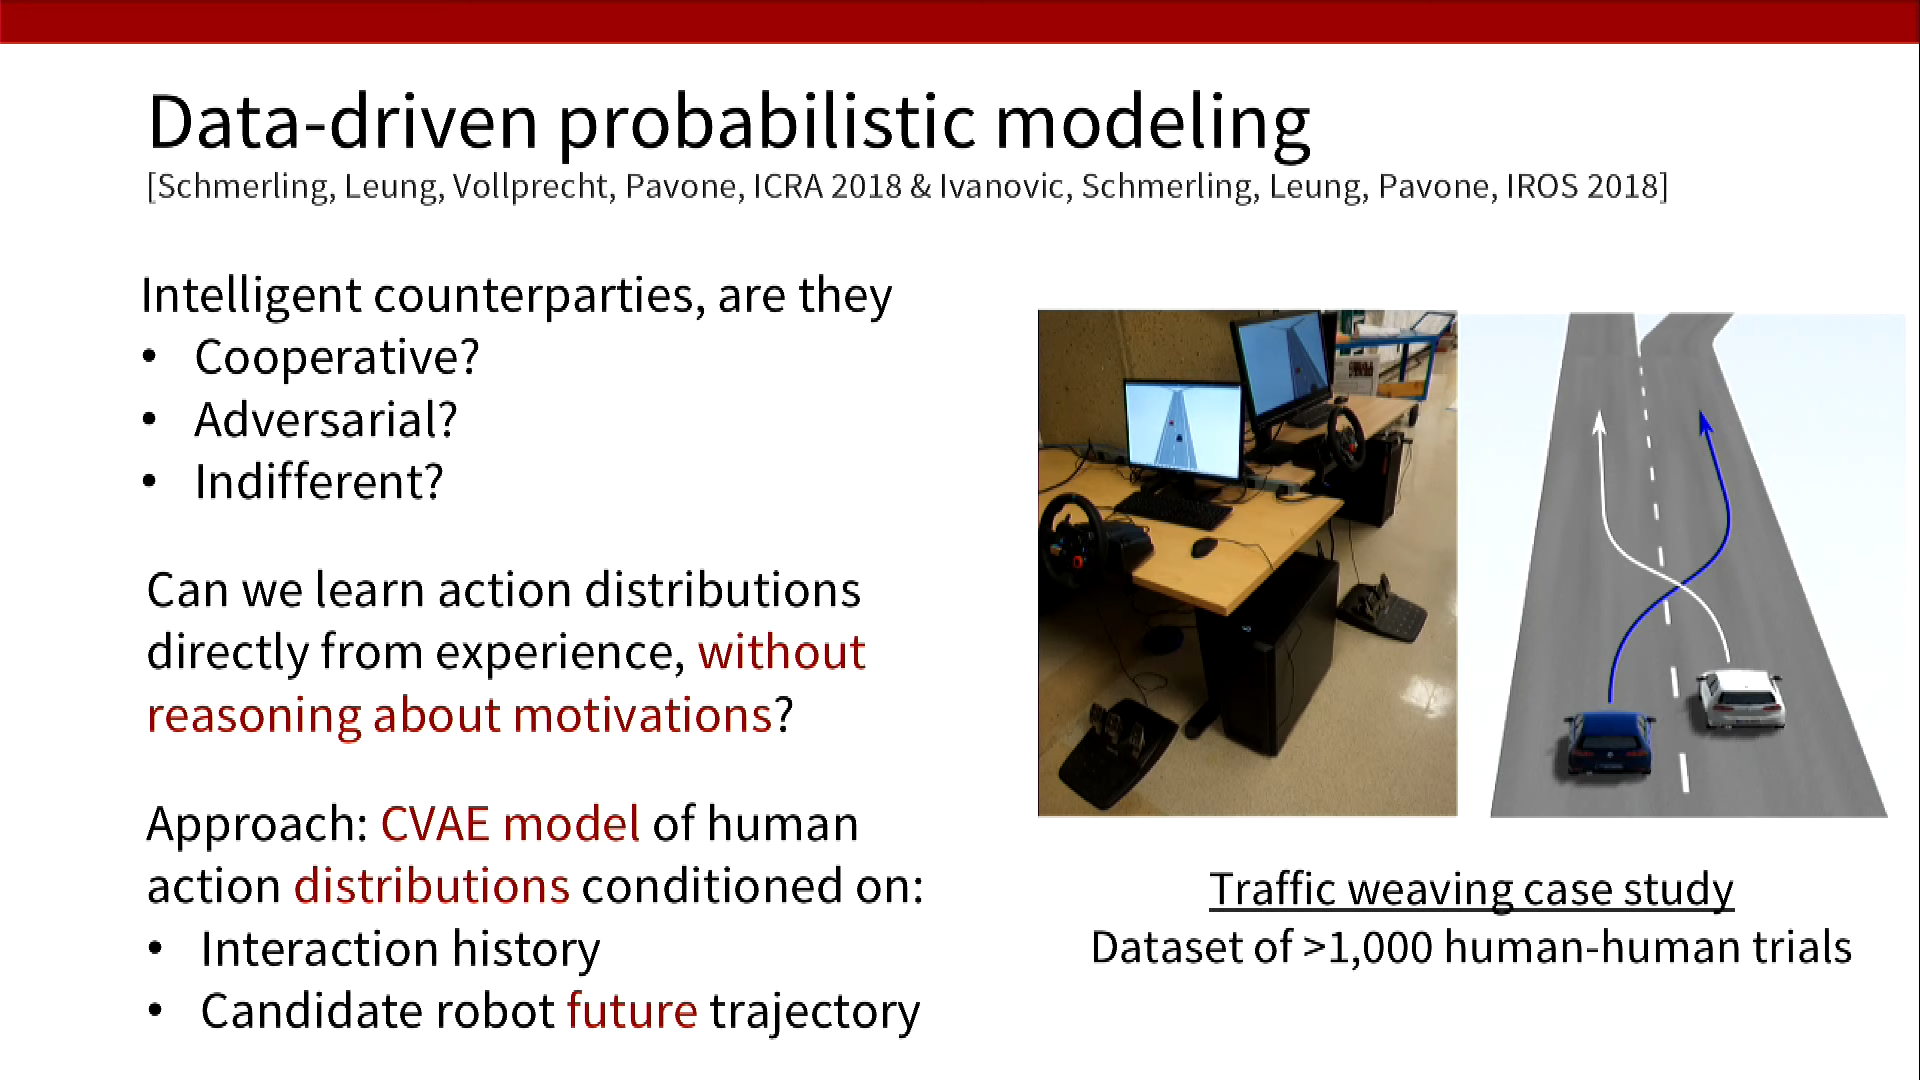 Data-driven probabilistic modeling
[Schmerling, Leung, Vollprecht, Pavone, ICRA 2018 & Ivanovic, Schmerling, Leung, Pavone, IROS 2018]
Intelligent counterparties, are they
• Cooperative?
• Adversarial?
• Indifferent?
Can we learn action distributions
directly from experience, without
reasoning about motivations?
Approach: CVAE model of human
action distributions conditioned on:
• Interaction history
• Candidate robot future trajectory
Traffic weaving case study
Dataset of >1,000 human-human trials